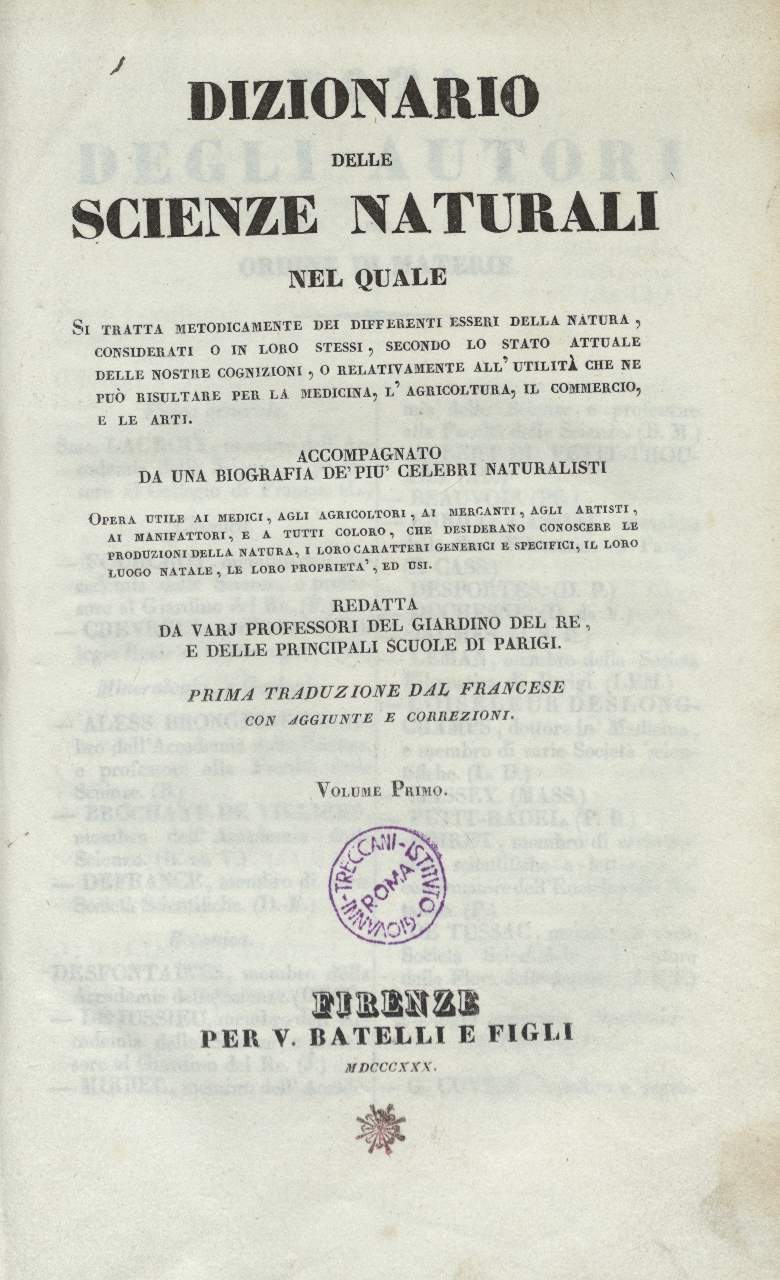 DIZIONARIO
DELLE
SCIENZE NATURALI
NEL QUALE
SI TRATTA METODICAMENTE DEI DIFFERENTI ESSERI DELLA NATURA ,
CONSIDERATI O IN LORO STESSI , SECONDO LO STATO ATTUALE
DELLE NOSTRE COGNIZIONI , O RELATIVAMENTE ALL' UTILITÀ CHE NE
PUÒ RISULTARE PER LA MEDICINA, L' AGRICOLTURA, IL COMMERCIO,
E LE ARTI.
ACCOMPAGNATO
DA UNA BIOGRAFIA DE' PIU' CELEBRI NATURALISTI
OPERA UTILE AI MEDICI , AGLI AGRICOLTORI , AI MERCANTI , AGLI ARTISTI ,
AI MANIFATTORI, E A TUTTI COLORO, CHE DESIDERANO CONOSCERE LE
PRODUZIONI DELLA NATURA, I LORO CARATTERI GENERICI E SPECIFICI, IL LORO
LUOGO NATALE , LE LORO PROPRIETA' , ED USI.
REDATTA
DA VARJ PROFESSORI DEL GIARDINO DEL RE ,
E DELLE PRINCIPALI SCUOLE DI PARIGI.
PRIMA TRADUZIONE DAL FRANCESE
CON AGGIUNTE E CORREZIONI.
VOLUME PRIMO.
ISTITVTO GIOVANNI TRECCANI
ROMA
FIRENZE
PER V. BATELLI E FIGLI
MDCCCXXX.